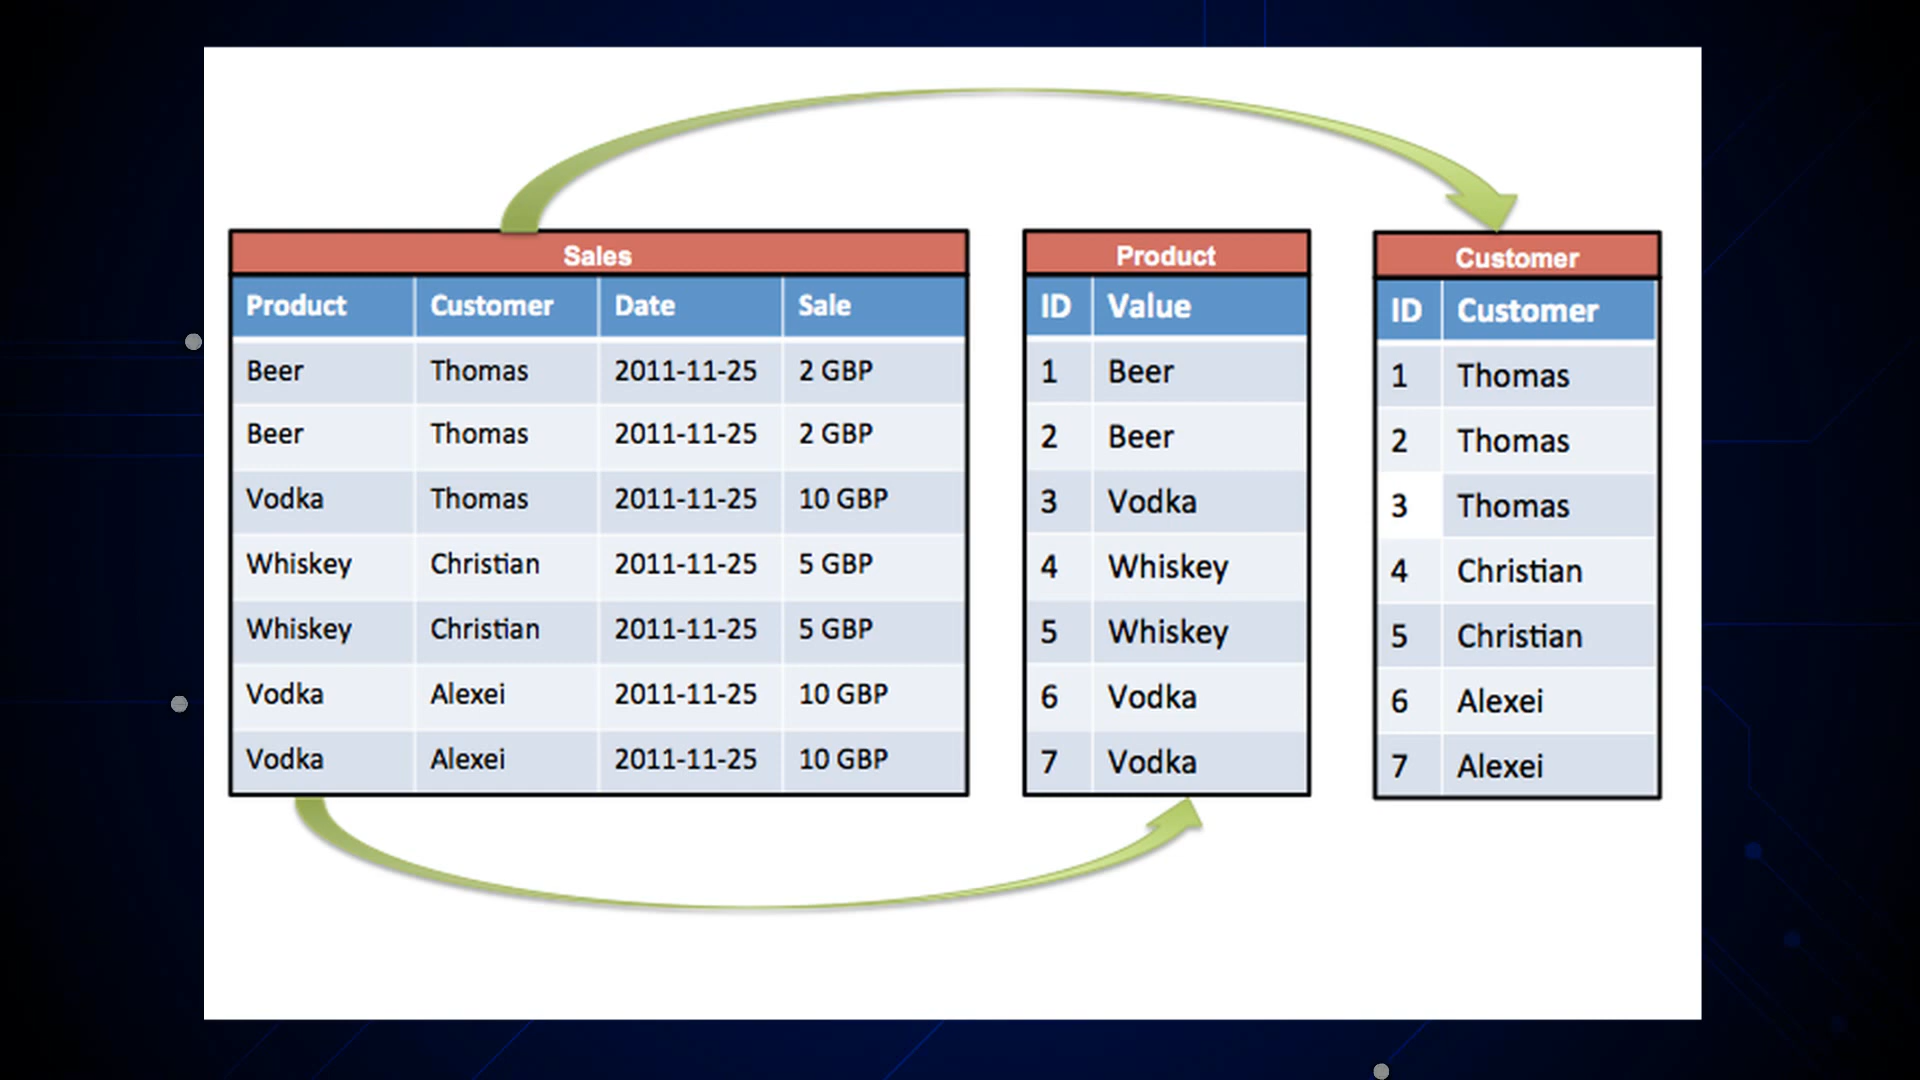 Sales
Product Customer Date Sale
Beer Thomas 2011-11-25 2 GBP
Beer Thomas 2011-11-25 2 GBP
Vodka Thomas 2011-11-25 10 GBP
Whiskey Christian 2011-11-25 5 GBP
Whiskey Christian 2011-11-25 5 GBP
Vodka Alexei 2011-11-25 10 GBP
Vodka Alexei 2011-11-25 10 GBP
Product
ID Value
1 Beer
2 Beer
3 Vodka
4 Whiskey
5 Whiskey
6 Vodka
7 Vodka
Customer
ID Customer
1 Thomas
2 Thomas
3 Thomas
4 Christian
5 Christian
6 Alexei
7 Alexei